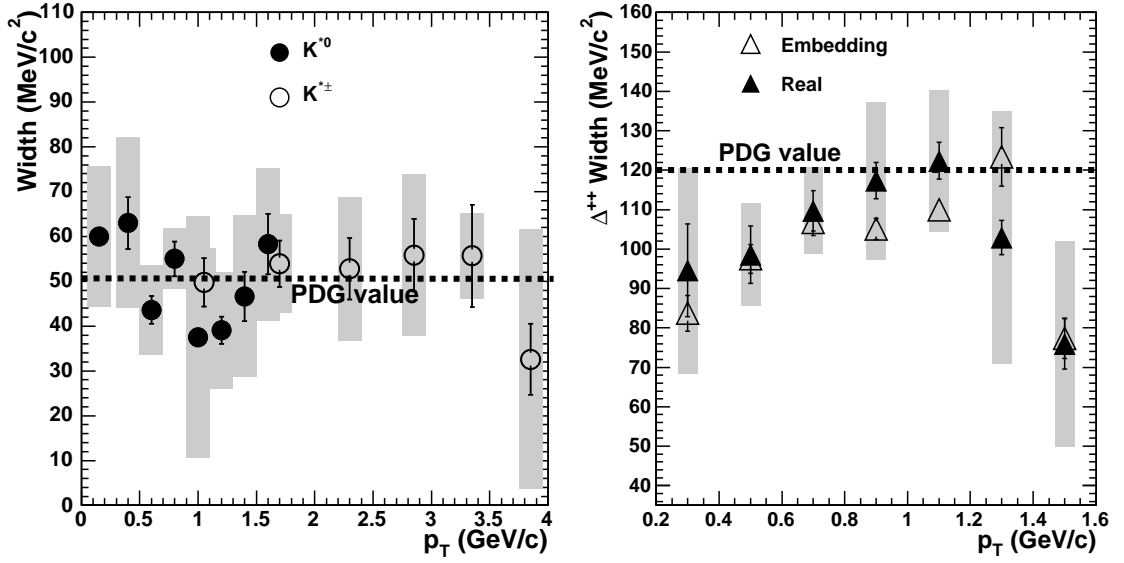 Width (MeV/c²)
110
100
90
80
70
60
50
40
30
20
10
0
K*0
K*±
PDG value
0 0.5 1 1.5 2 2.5 3 3.5 4
p_T (GeV/c)
Δ++ Width (MeV/c²)
160
150
140
130
120
110
100
90
80
70
60
50
40
Embedding
Real
PDG value
0.2 0.4 0.6 0.8 1 1.2 1.4 1.6
p_T (GeV/c)